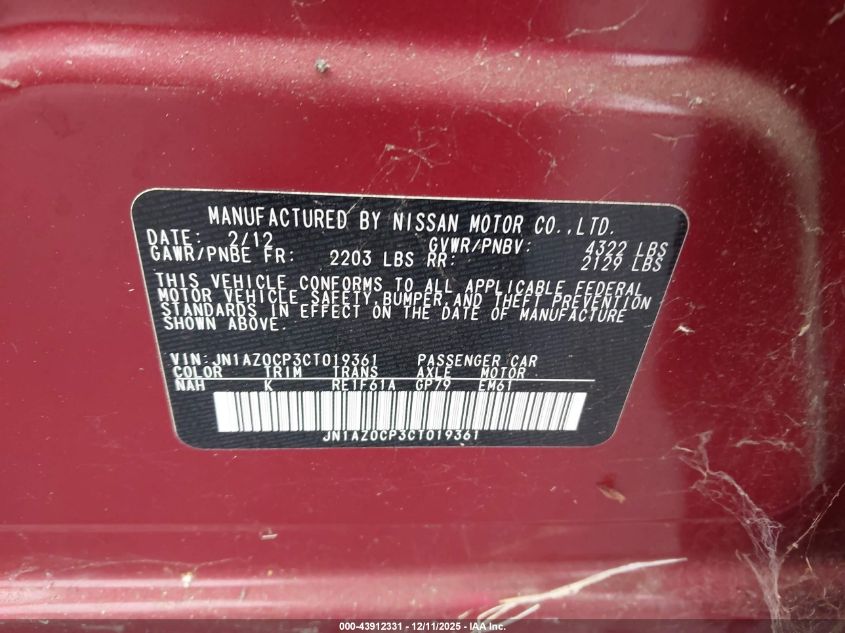 MANUFACTURED BY NISSAN MOTOR CO.,LTD.
DATE: 2/12 GVWR/PNBV: 4322 LBS
GAWR/PNBE FR: 2203 LBS RR: 2129 LBS
THIS VEHICLE CONFORMS TO ALL APPLICABLE FEDERAL
MOTOR VEHICLE SAFETY,BUMPER,AND THEFT PREVENTION
STANDARDS IN EFFECT ON THE DATE OF MANUFACTURE
SHOWN ABOVE.
VIN:JN1AZ0CP3CT019361 PASSENGER CAR
COLOR TRIM TRANS AXLE MOTOR
NAH K RE1F61A GP79 EM61
JN1AZ0CP3CT019361
000-43912331 - 12/11/2025 - IAA Inc.